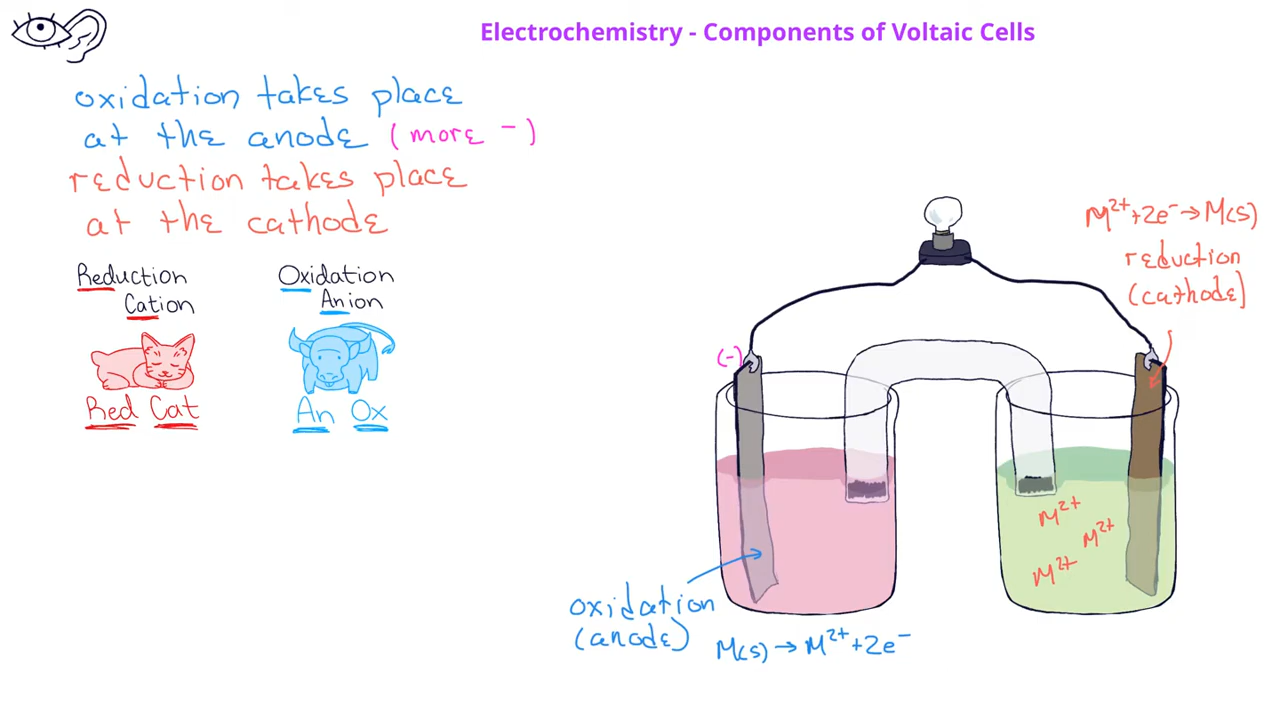 Electrochemistry - Components of Voltaic Cells
oxidation takes place
at the anode (more -)
reduction takes place
at the cathode
Reduction
Cation
Red Cat
Oxidation
Anion
An Ox
M²⁺+2e⁻→M(s)
reduction
(cathode)
(-)
M²⁺
M²⁺
M²⁺
oxidation
(anode)
M(s)→M²⁺+2e⁻